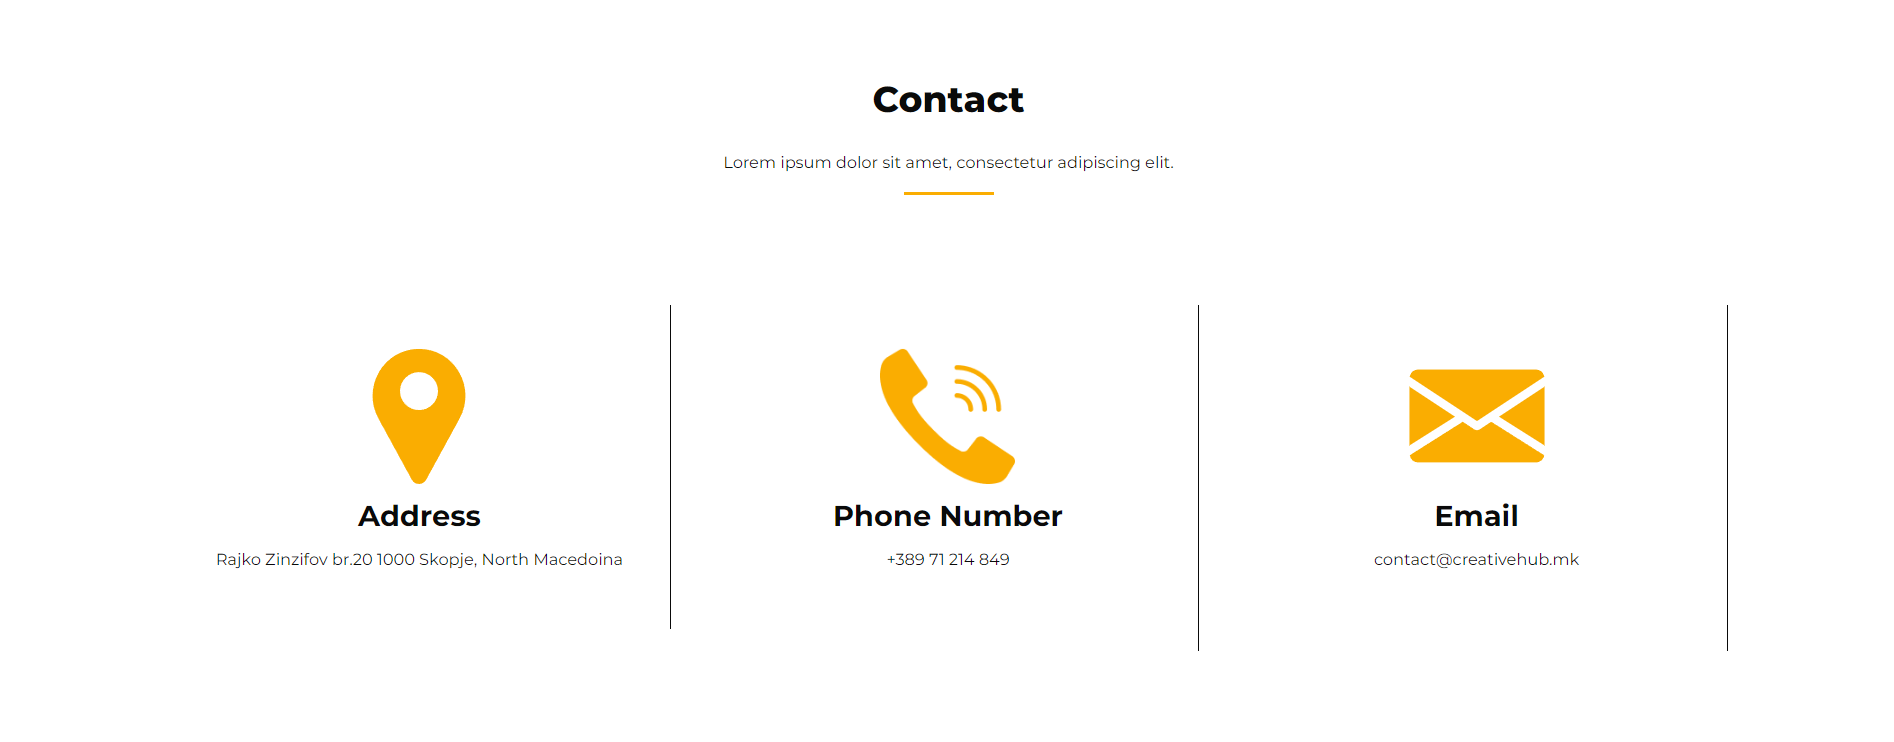 Contact
Lorem ipsum dolor sit amet, consectetur adipiscing elit.
Address
Rajko Zinzifov br.20 1000 Skopje, North Macedoina
Phone Number
+389 71 214 849
Email
contact@creativehub.mk